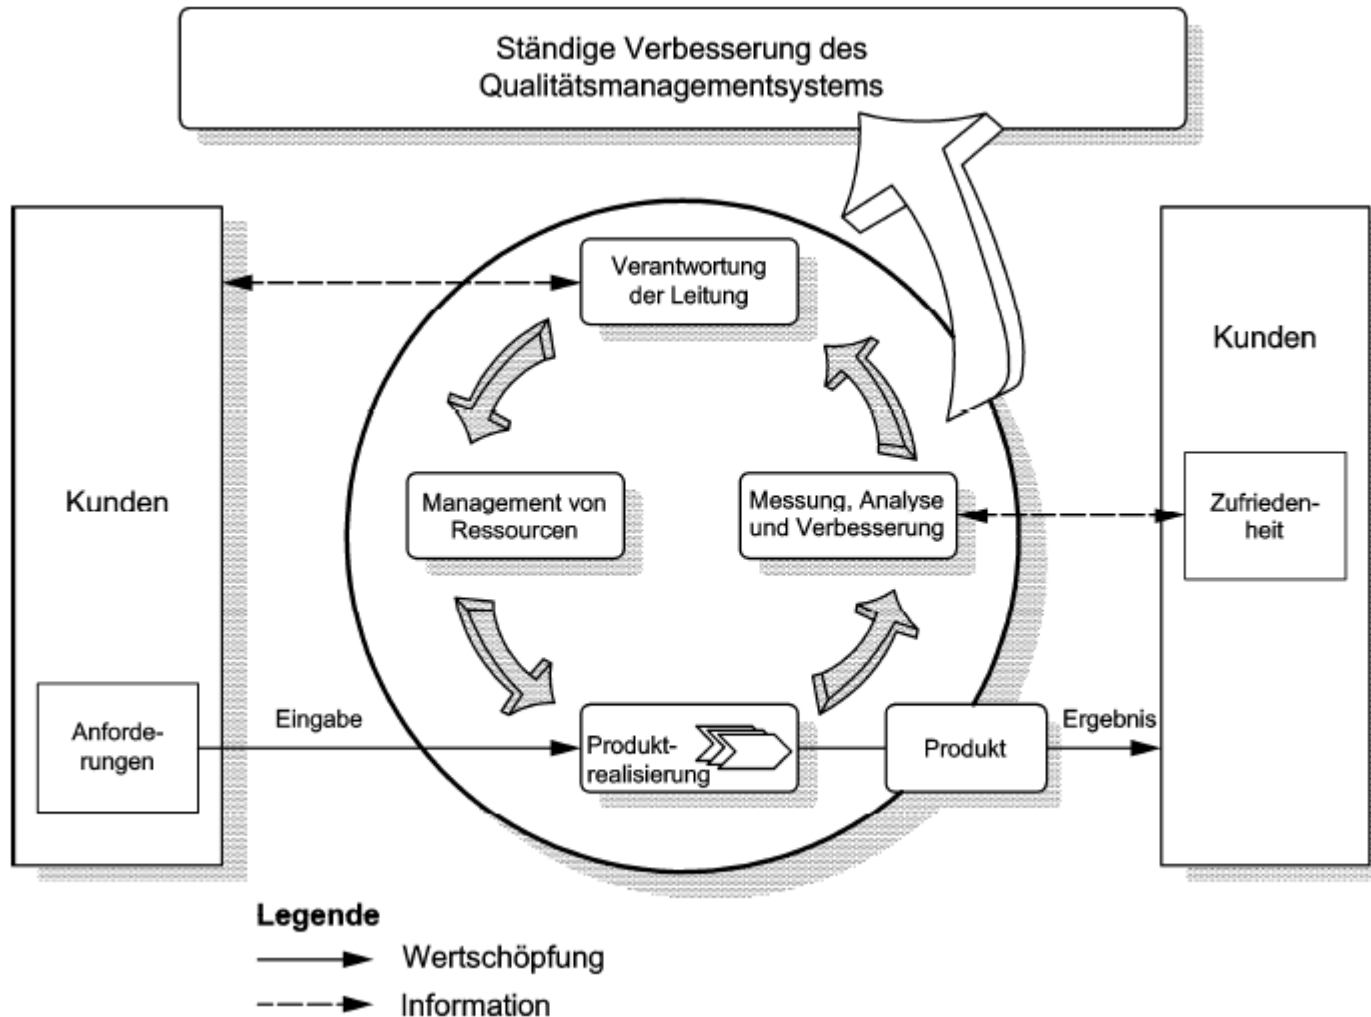 Ständige Verbesserung des
Qualitätsmanagementsystems
Verantwortung
der Leitung
Kunden
Kunden
Management von
Ressourcen
Messung, Analyse
und Verbesserung
Zufrieden-
heit
Anforde-
rungen
Eingabe
Produkt-
realisierung
Produkt
Ergebnis
Legende
Wertschöpfung
Information